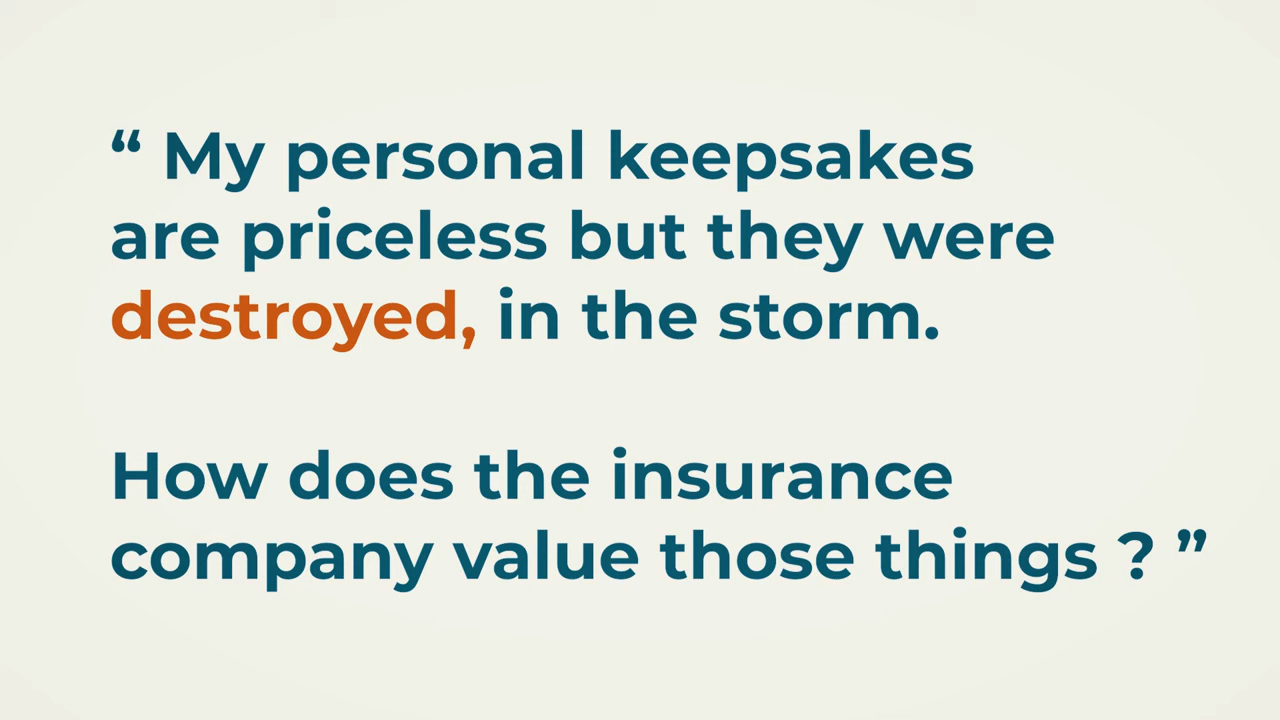 “ My personal keepsakes
are priceless but they were
destroyed, in the storm.
How does the insurance
company value those things ? ”